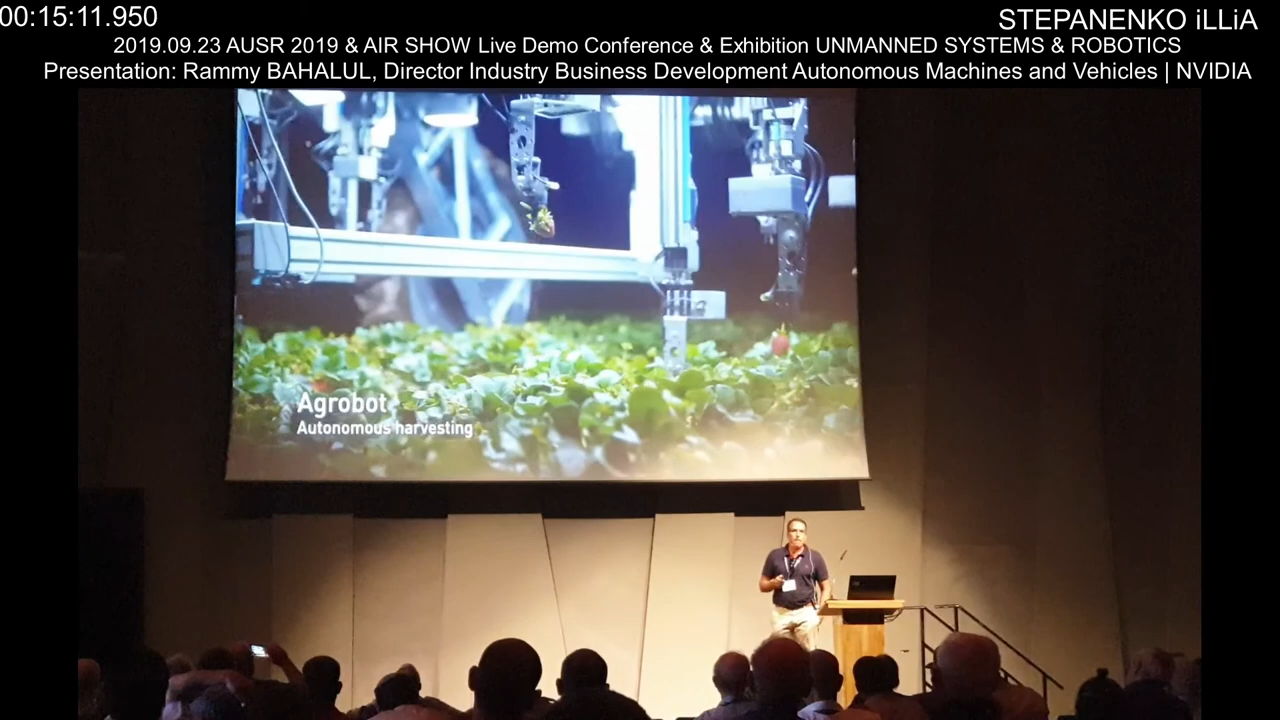 00:15:11.950
STEPANENKO iLLiA
2019.09.23 AUSR 2019 & AIR SHOW Live Demo Conference & Exhibition UNMANNED SYSTEMS & ROBOTICS
Presentation: Rammy BAHALUL, Director Industry Business Development Autonomous Machines and Vehicles | NVIDIA
Agrobot
Autonomous harvesting